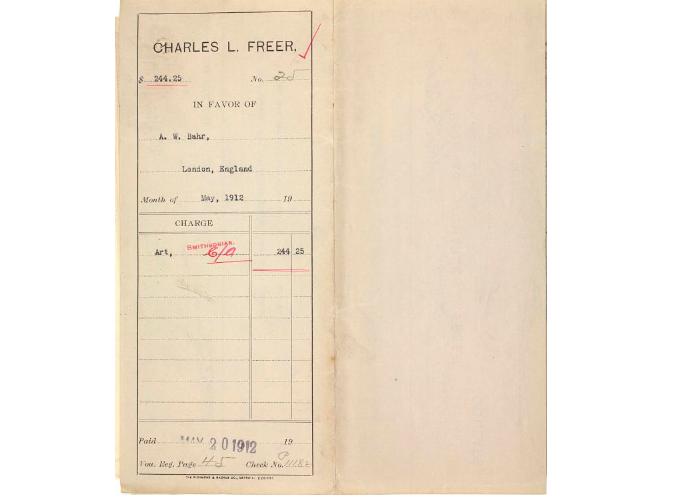 CHARLES L. FREER,
$ 244.25 No. 25
IN FAVOR OF
A. W. Bahr,
London, England
Month of May, 1912 19
CHARGE
Art, SMITHSONIAN. 244 25
Paid MAY 20 1912 19
Vou. Reg. Page 45 Check No.